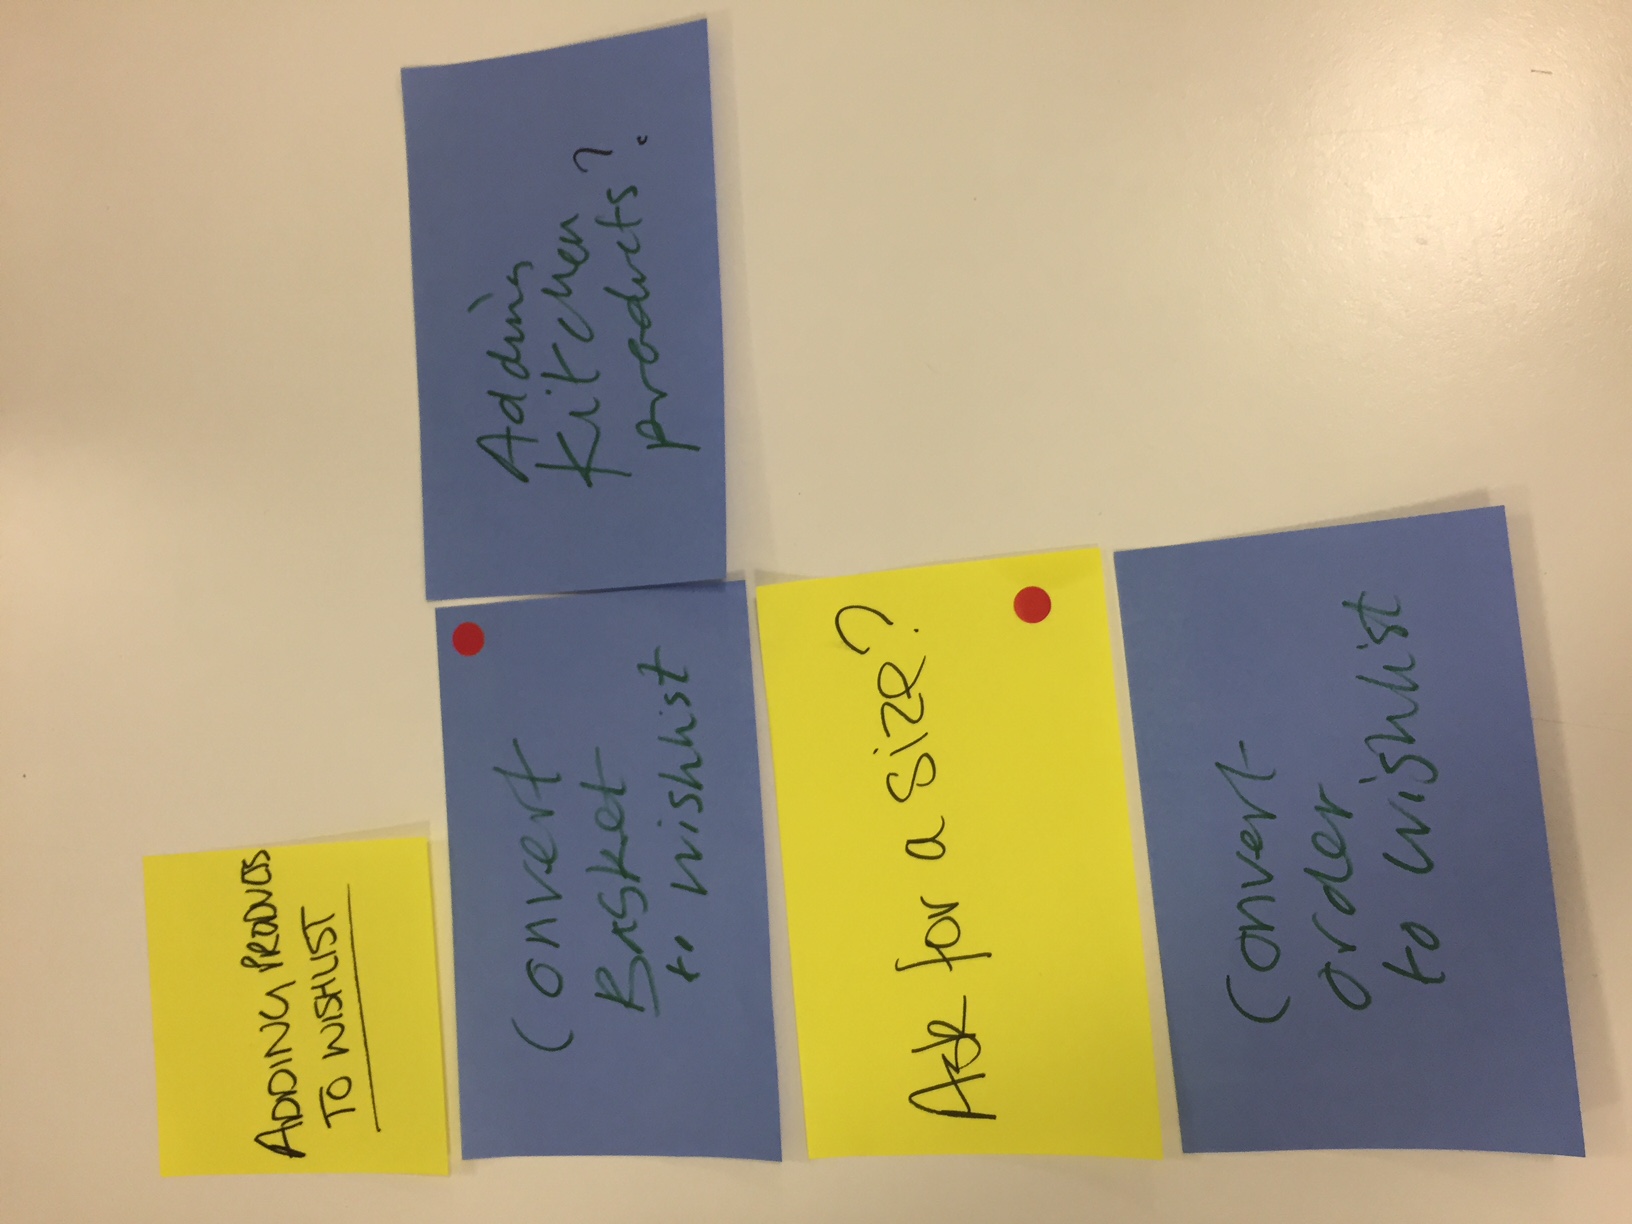 ADDING PRODUCTS
TO WISHLIST
Convert
Basket
to wishlist
Adding
Kitchen
products?
Ask for a size?
Convert
order
to wishlist